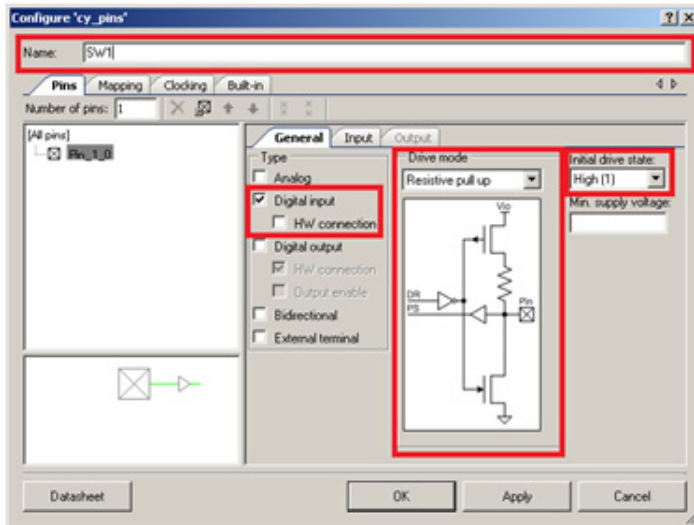 Configure 'cy_pins'
Name: SW1
Pins Mapping Clocking Built-in
Number of pins: 1
[All pins]
Pin_1_0
General Input Output
Type
Analog
Digital input
HW connection
Digital output
HW connection
Output enable
Bidirectional
External terminal
Drive mode
Resistive pull up
Vio
DR
PS
Pin
Initial drive state:
High (1)
Min. supply voltage:
Datasheet
OK
Apply
Cancel